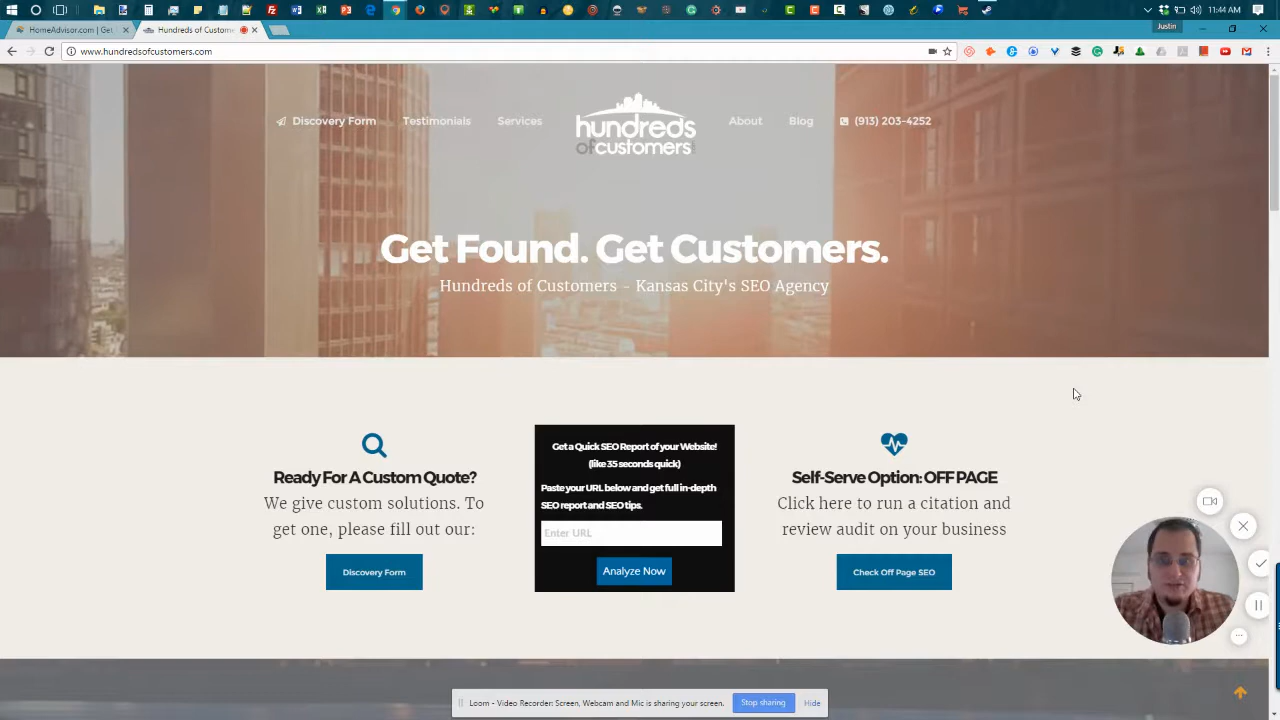 HomeAdvisor.com | Get
Hundreds of Custome
Justin
11:44 AM
www.hundredsofcustomers.com
Discovery Form
Testimonials
Services
hundreds
ofcustomers
About
Blog
(913) 203-4252
Get Found. Get Customers.
Hundreds of Customers - Kansas City's SEO Agency
Ready For A Custom Quote?
We give custom solutions. To
get one, please fill out our:
Discovery Form
Get a Quick SEO Report of your Website!
(like 35 seconds quick)
Paste your URL below and get full in-depth
SEO report and SEO tips.
Enter URL
Analyze Now
Self-Serve Option: OFF PAGE
Click here to run a citation and
review audit on your business
Check Off Page SEO
Loom - Video Recorder: Screen, Webcam and Mic is sharing your screen.
Stop sharing
Hide